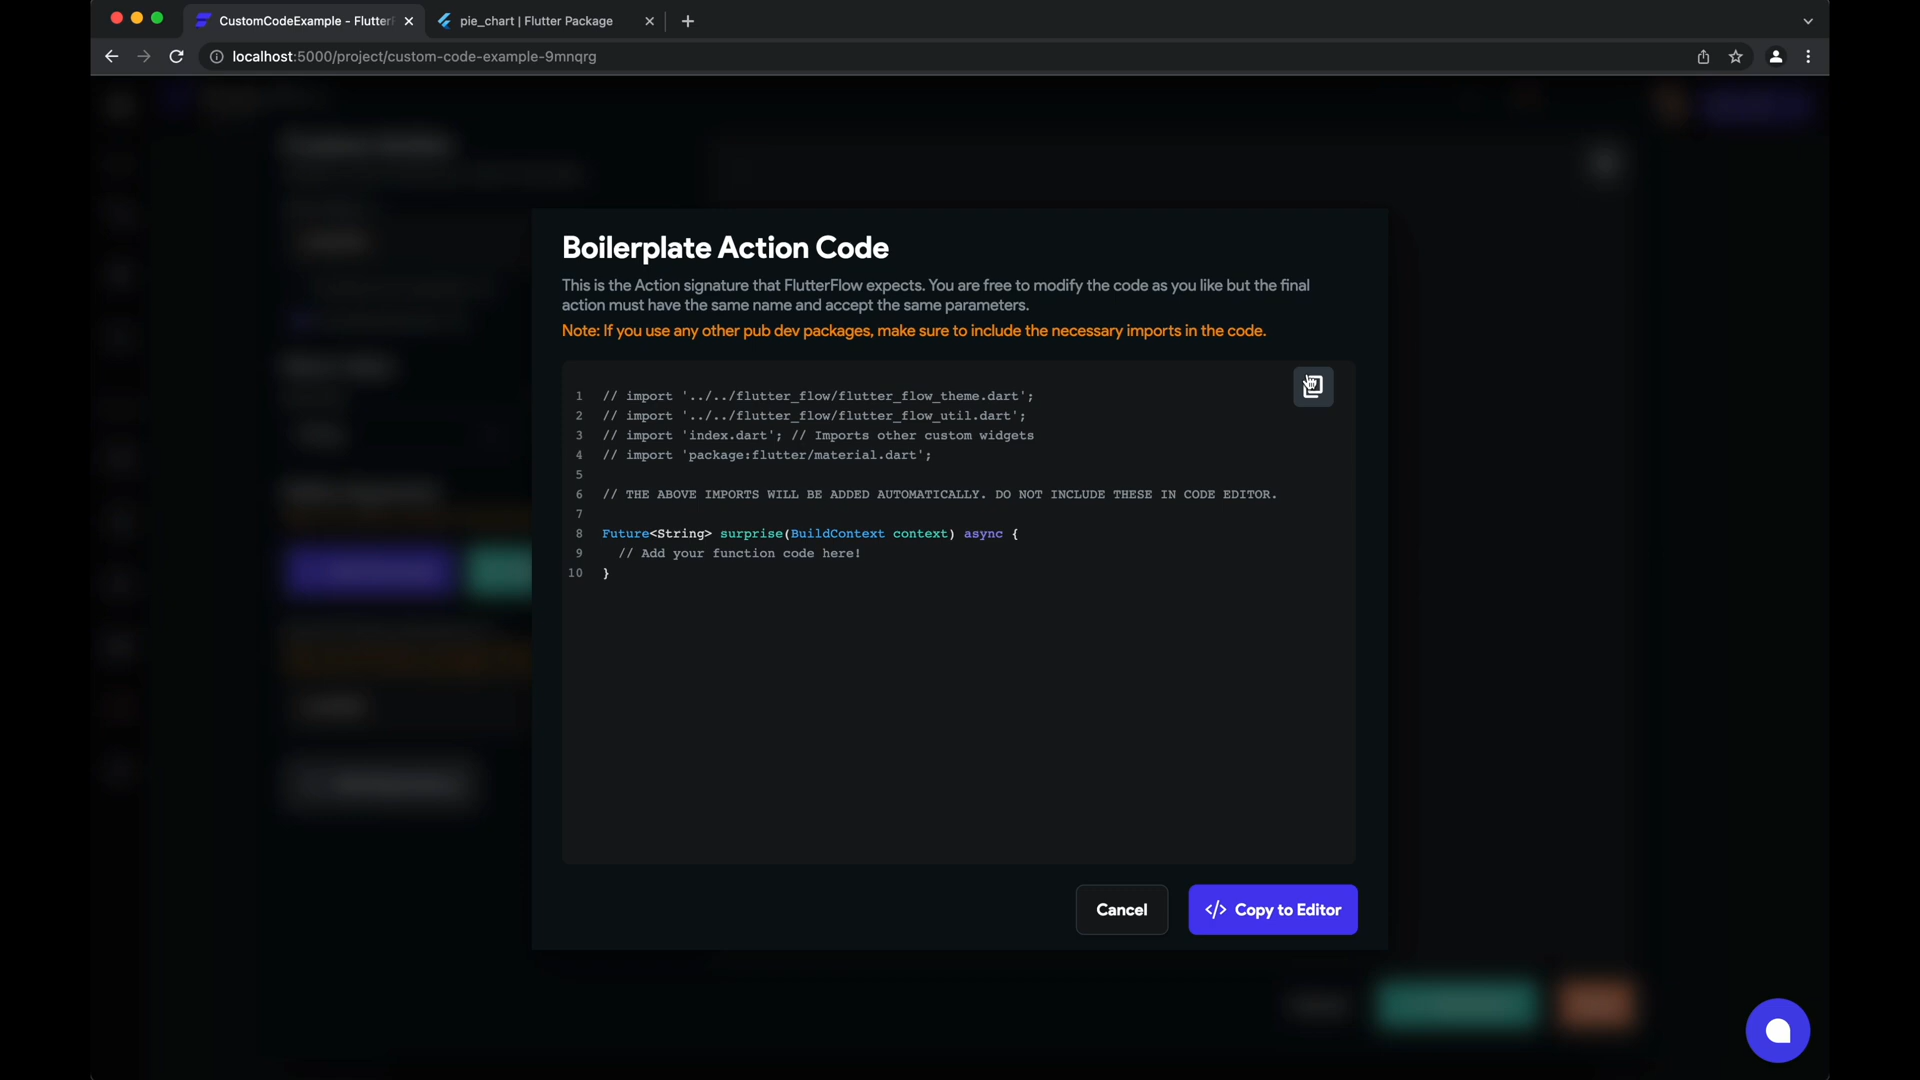 CustomCodeExample - FlutterF
pie_chart | Flutter Package
localhost:5000/project/custom-code-example-9mnqrg
Boilerplate Action Code
This is the Action signature that FlutterFlow expects. You are free to modify the code as you like but the final
action must have the same name and accept the same parameters.
Note: If you use any other pub dev packages, make sure to include the necessary imports in the code.
1 // import '../../flutter_flow/flutter_flow_theme.dart';
2 // import '../../flutter_flow/flutter_flow_util.dart';
3 // import 'index.dart'; // Imports other custom widgets
4 // import 'package:flutter/material.dart';
5
6 // THE ABOVE IMPORTS WILL BE ADDED AUTOMATICALLY. DO NOT INCLUDE THESE IN CODE EDITOR.
7
8 Future<String> surprise(BuildContext context) async {
9 // Add your function code here!
10 }
Cancel
</> Copy to Editor